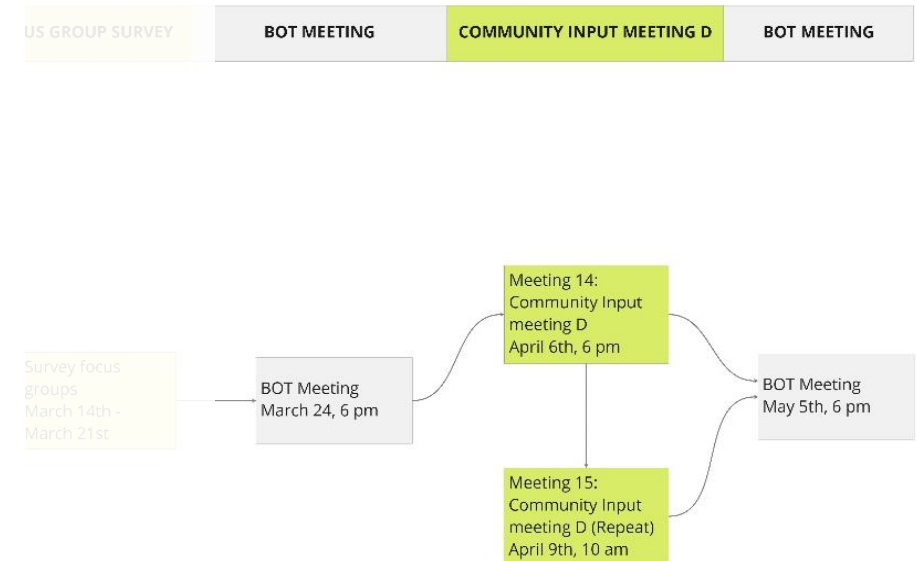 US GROUP SURVEY
BOT MEETING
COMMUNITY INPUT MEETING D
BOT MEETING
Survey focus
groups
March 14th -
March 21st
BOT Meeting
March 24, 6 pm
Meeting 14:
Community Input
meeting D
April 6th, 6 pm
Meeting 15:
Community Input
meeting D (Repeat)
April 9th, 10 am
BOT Meeting
May 5th, 6 pm